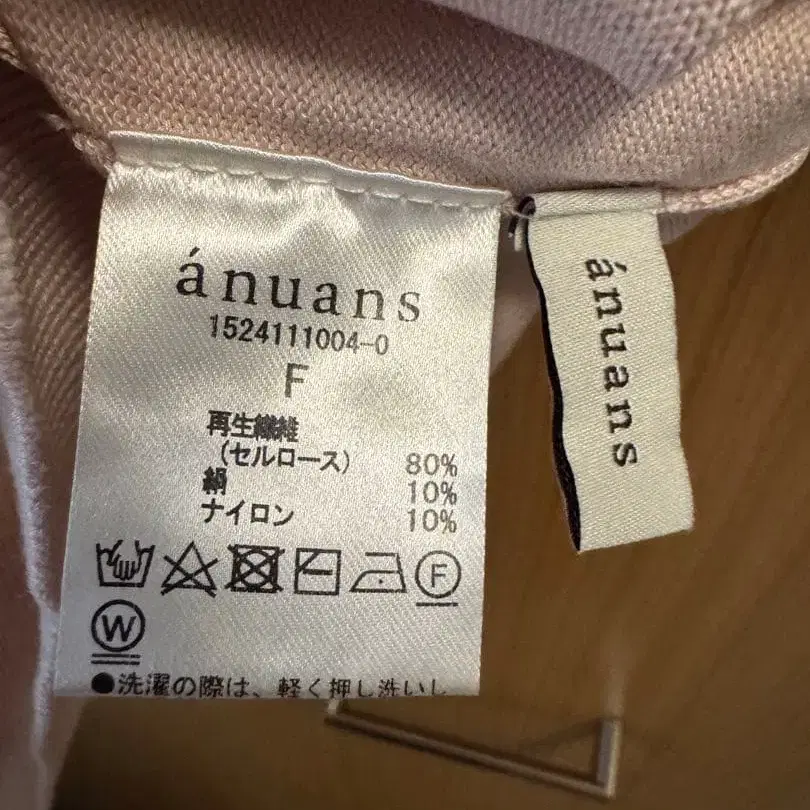 ánuans
1524111004-0
F
再生繊維
(セルロース) 80%
絹 10%
ナイロン 10%
F
W
●洗濯の際は、軽く押し洗いし
ánuans